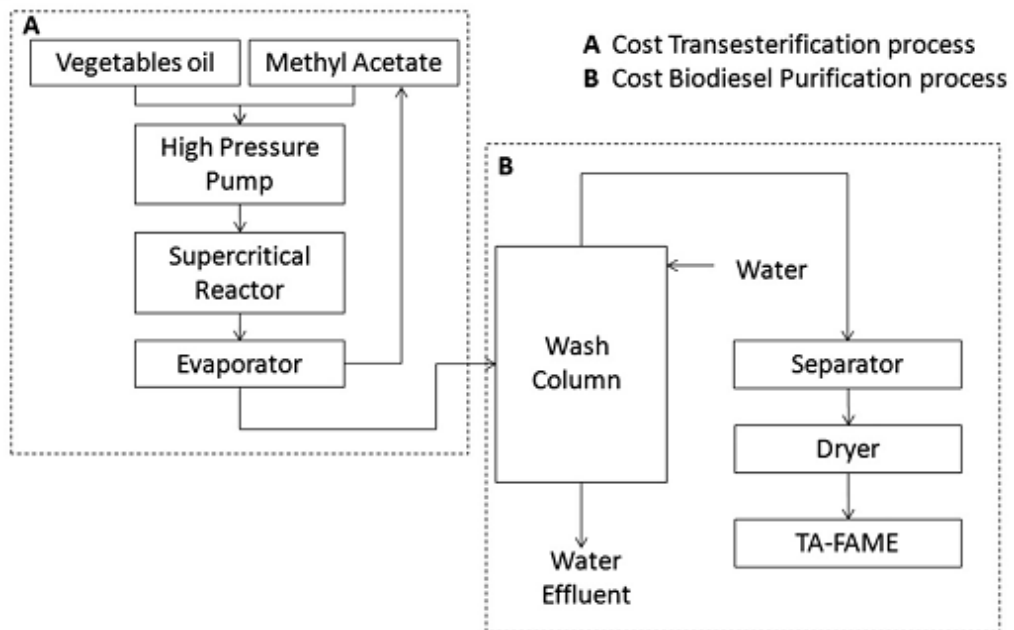 A
Vegetables oil
Methyl Acetate
High Pressure
Pump
Supercritical
Reactor
Evaporator
A Cost Transesterification process
B Cost Biodiesel Purification process
B
Water
Wash
Column
Separator
Dryer
TA-FAME
Water
Effluent